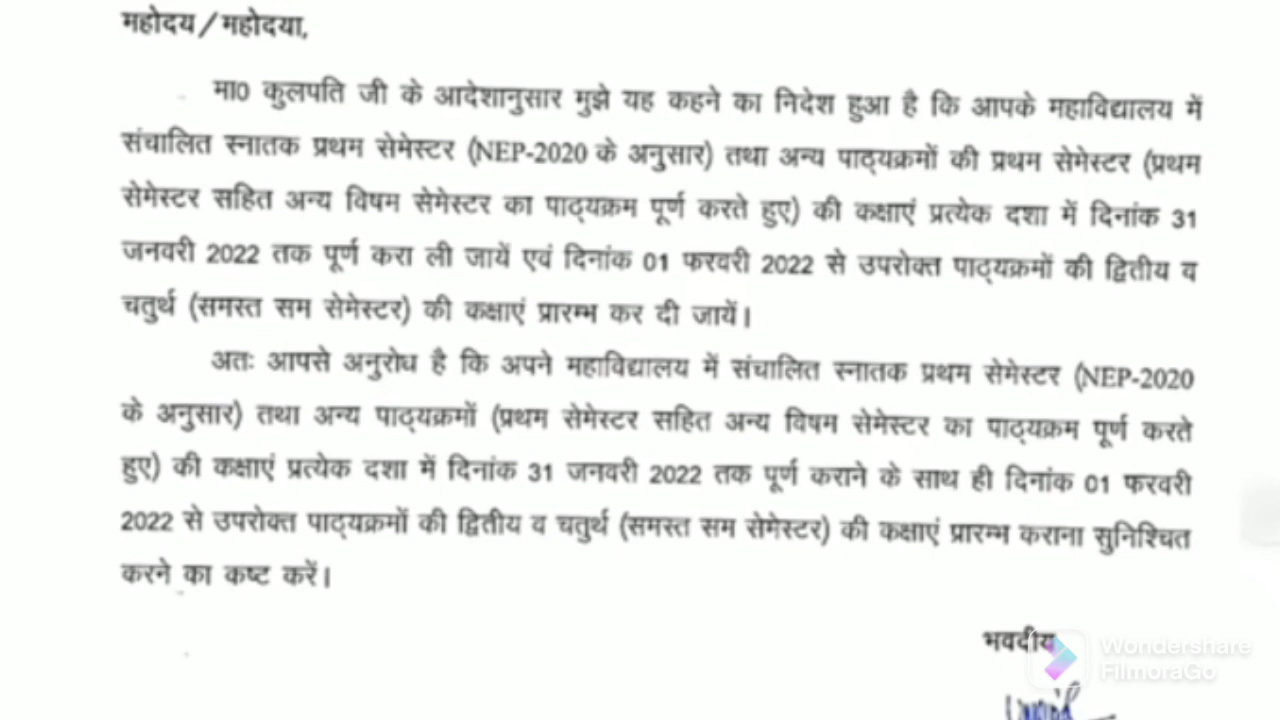 महोदय/महोदया,
मा0 कुलपति जी के आदेशानुसार मुझे यह कहने का निदेश हुआ है कि आपके महाविद्यालय में
संचालित स्नातक प्रथम सेमेस्टर (NEP-2020 के अनुसार) तथा अन्य पाठ्यक्रमों की प्रथम सेमेस्टर (प्रथम
सेमेस्टर सहित अन्य विषम सेमेस्टर का पाठ्यक्रम पूर्ण करते हुए) की कक्षाएं प्रत्येक दशा में दिनांक 31
जनवरी 2022 तक पूर्ण करा ली जायें एवं दिनांक 01 फरवरी 2022 से उपरोक्त पाठ्यक्रमों की द्वितीय व
चतुर्थ (समस्त सम सेमेस्टर) की कक्षाएं प्रारम्भ कर दी जायें।
अतः आपसे अनुरोध है कि अपने महाविद्यालय में संचालित स्नातक प्रथम सेमेस्टर (NEP-2020
के अनुसार) तथा अन्य पाठ्यक्रमों (प्रथम सेमेस्टर सहित अन्य विषम सेमेस्टर का पाठ्यक्रम पूर्ण करते
हुए) की कक्षाएं प्रत्येक दशा में दिनांक 31 जनवरी 2022 तक पूर्ण कराने के साथ ही दिनांक 01 फरवरी
2022 से उपरोक्त पाठ्यक्रमों की द्वितीय व चतुर्थ (समस्त सम सेमेस्टर) की कक्षाएं प्रारम्भ कराना सुनिश्चित
करने का कष्ट करें।
भवदीय
Wondershare
FilmoraGo